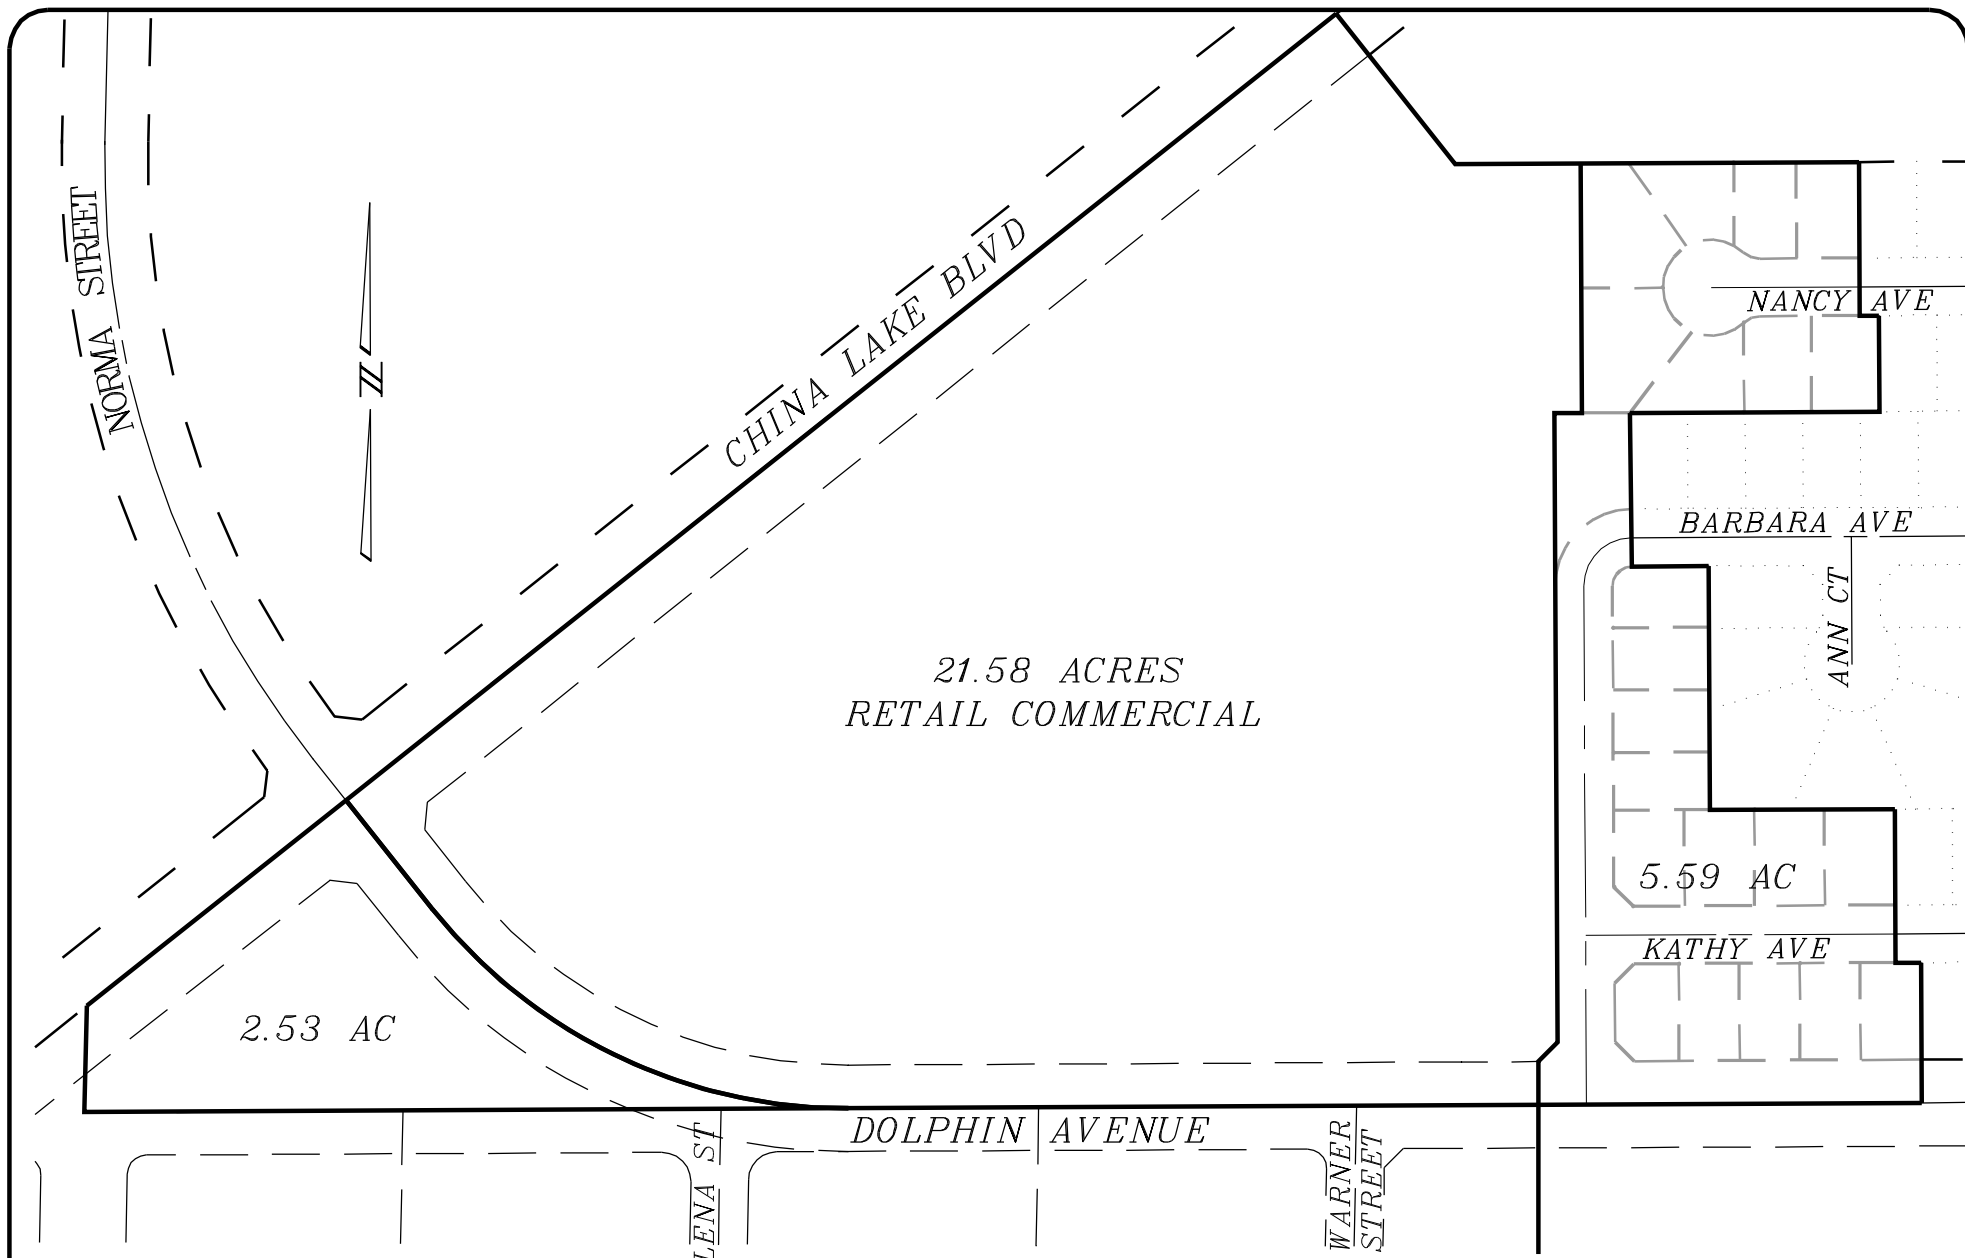 NORMA STREET
N
CHINA LAKE BLVD
NANCY AVE
BARBARA AVE
ANN CT
21.58 ACRES
RETAIL COMMERCIAL
5.59 AC
KATHY AVE
2.53 AC
DOLPHIN AVENUE
LENA ST
WARNER
STREET